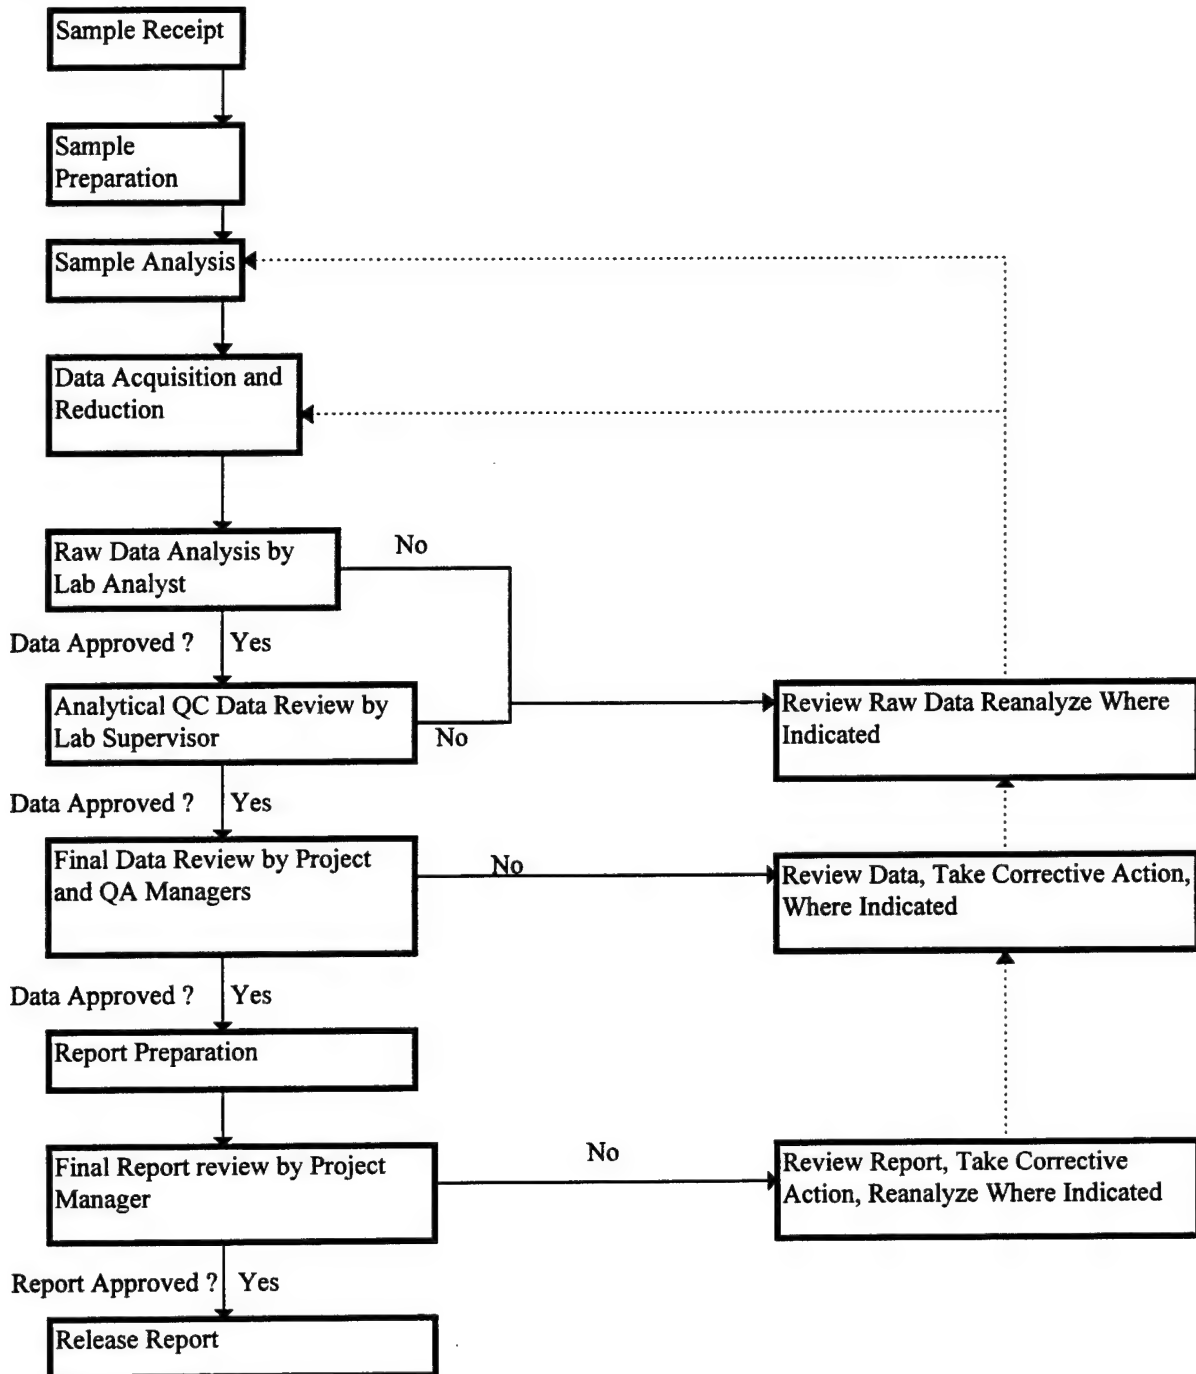 Sample Receipt
Sample
Preparation
Sample Analysis
Data Acquisition and
Reduction
Raw Data Analysis by
Lab Analyst
No
Data Approved ? Yes
Analytical QC Data Review by
Lab Supervisor
No
Review Raw Data Reanalyze Where
Indicated
Data Approved ? Yes
Final Data Review by Project
and QA Managers
No
Review Data, Take Corrective Action,
Where Indicated
Data Approved ? Yes
Report Preparation
Final Report review by Project
Manager
No
Review Report, Take Corrective
Action, Reanalyze Where Indicated
Report Approved ? Yes
Release Report